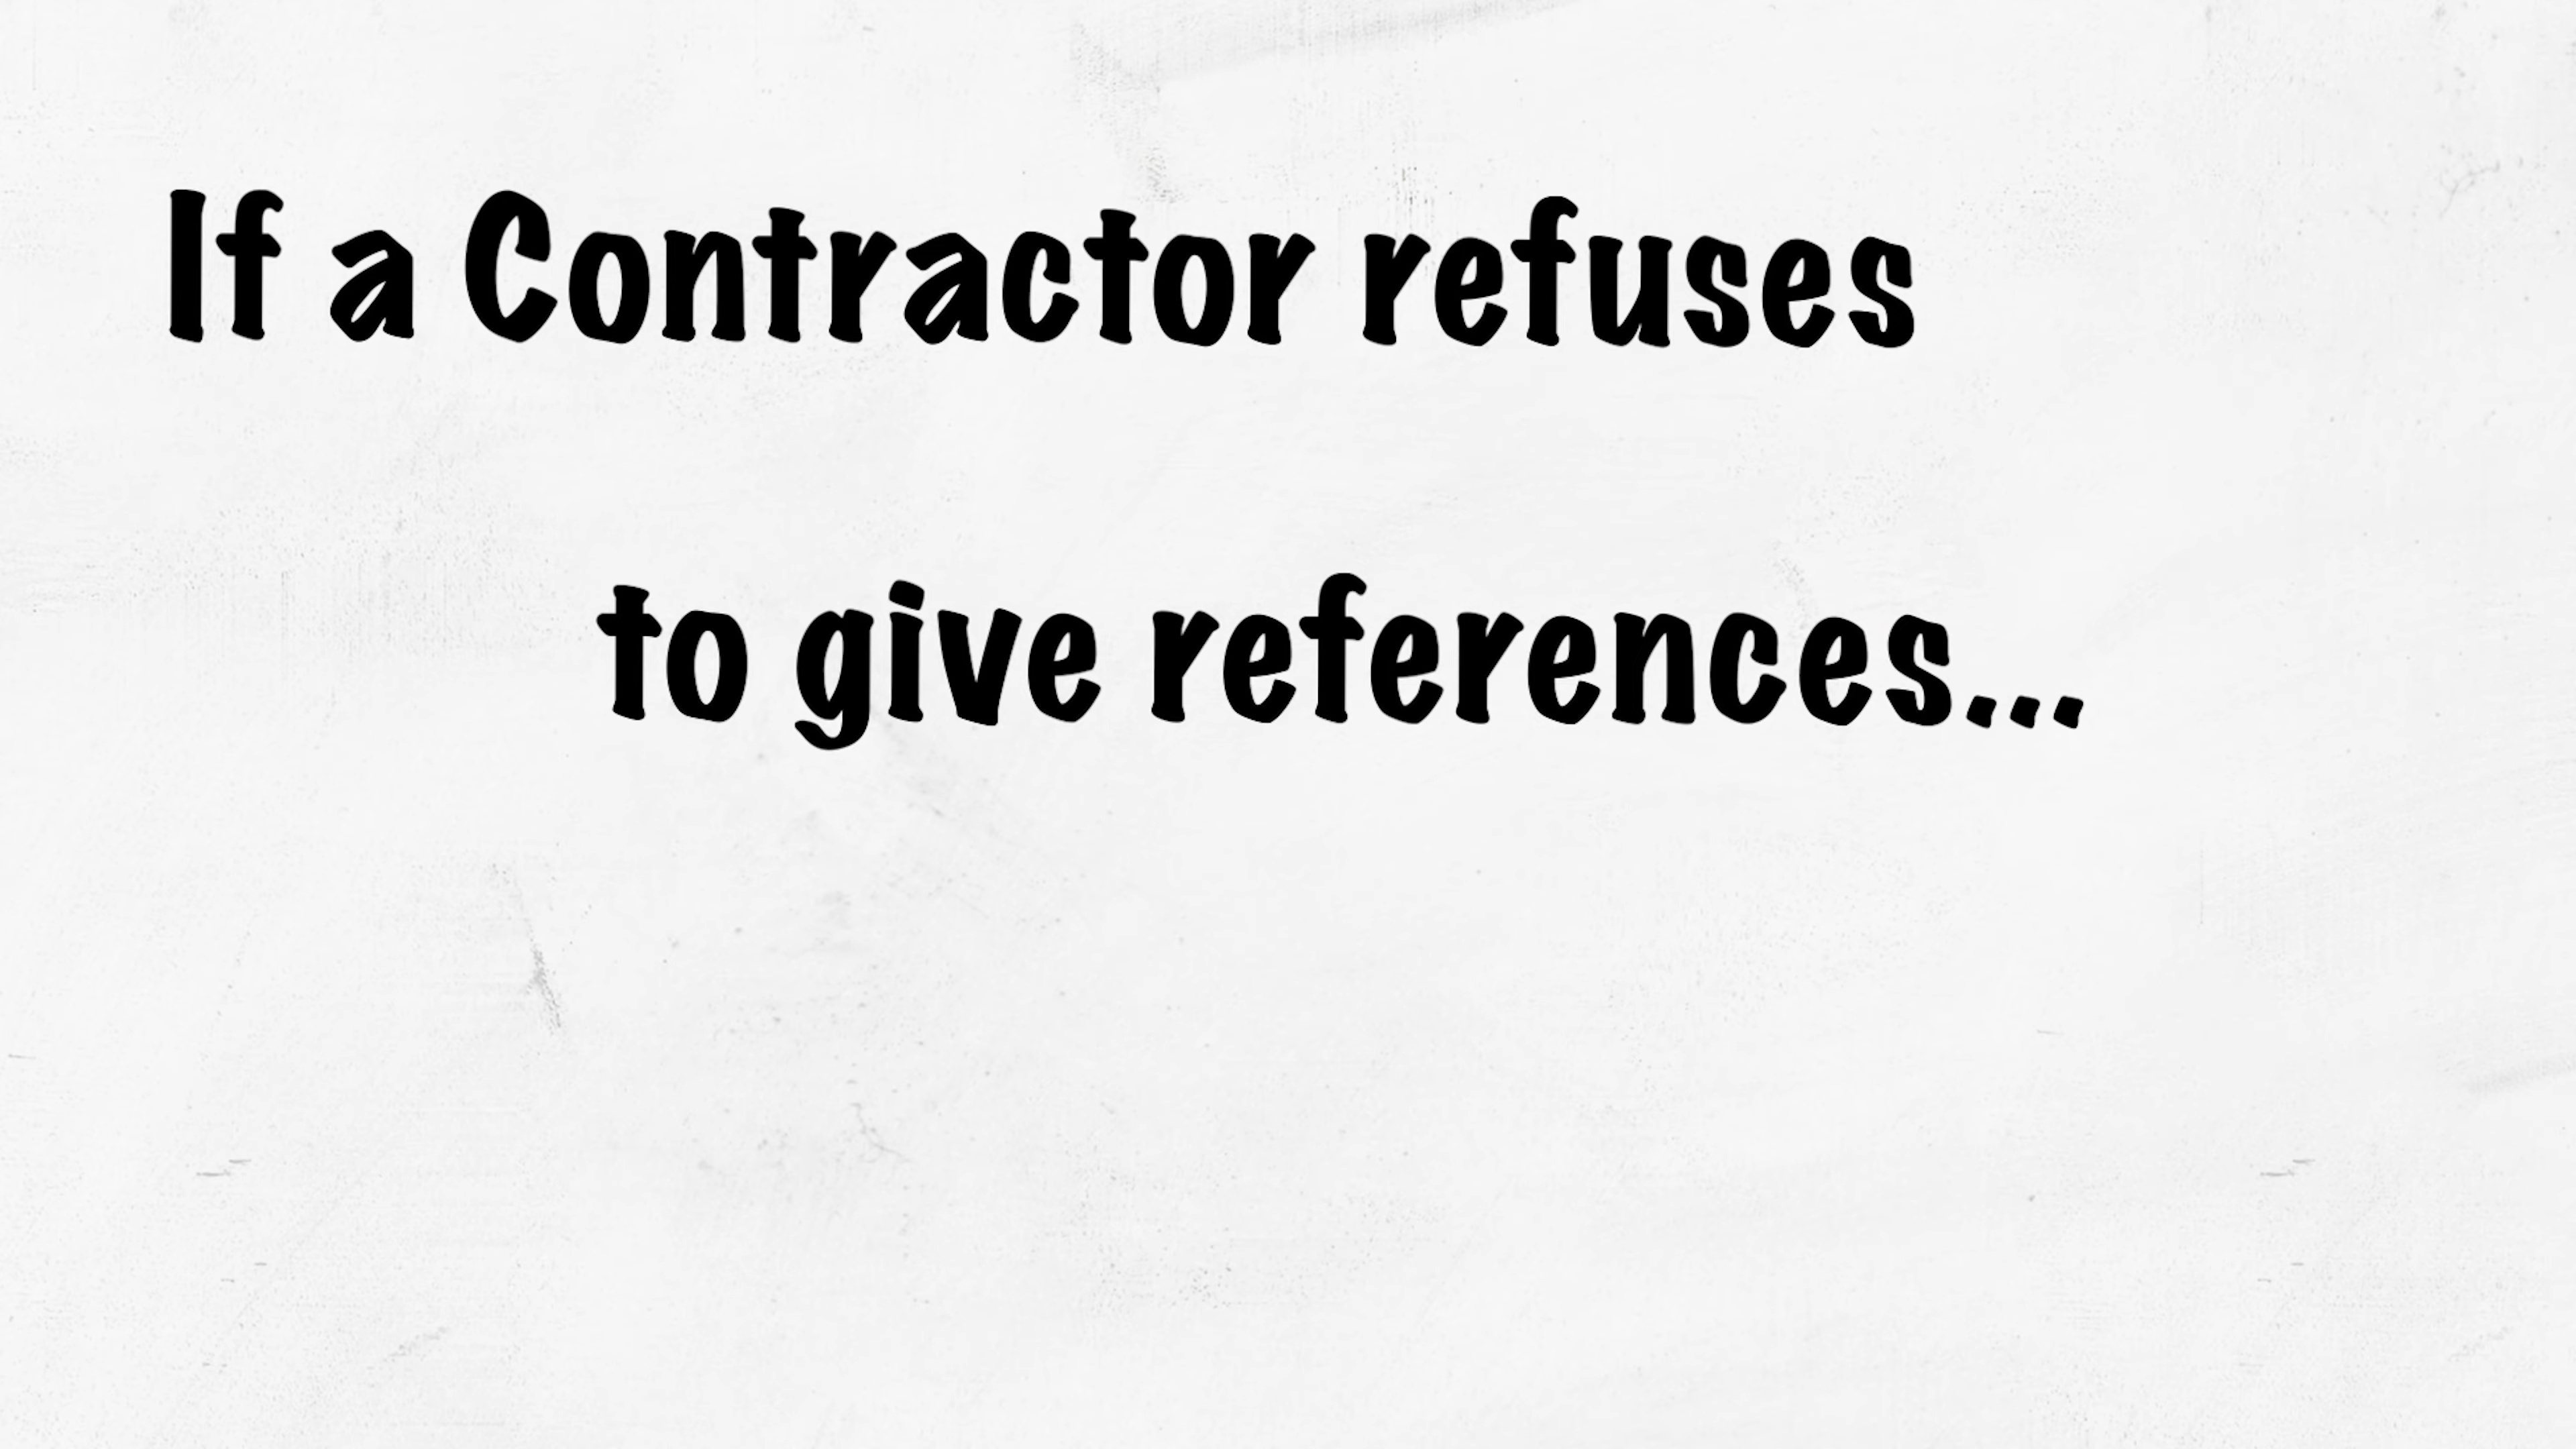 If a Contractor refuses
to give references...